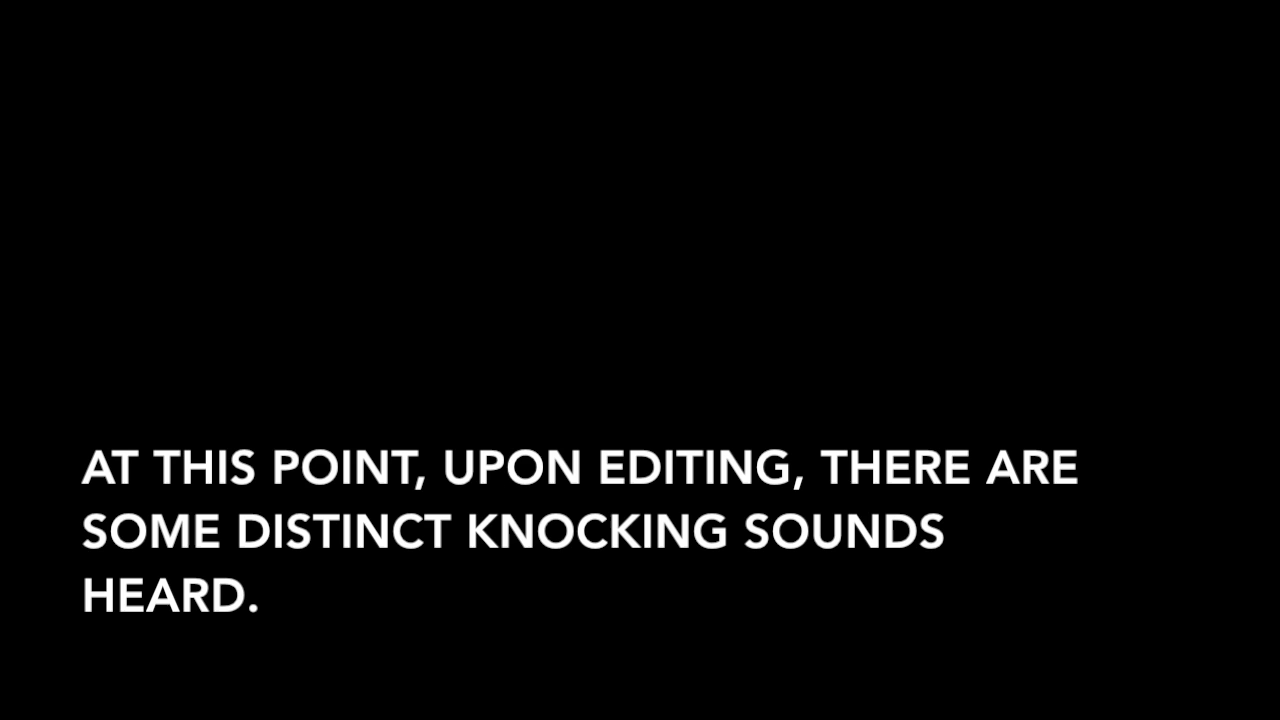 AT THIS POINT, UPON EDITING, THERE ARE
SOME DISTINCT KNOCKING SOUNDS
HEARD.